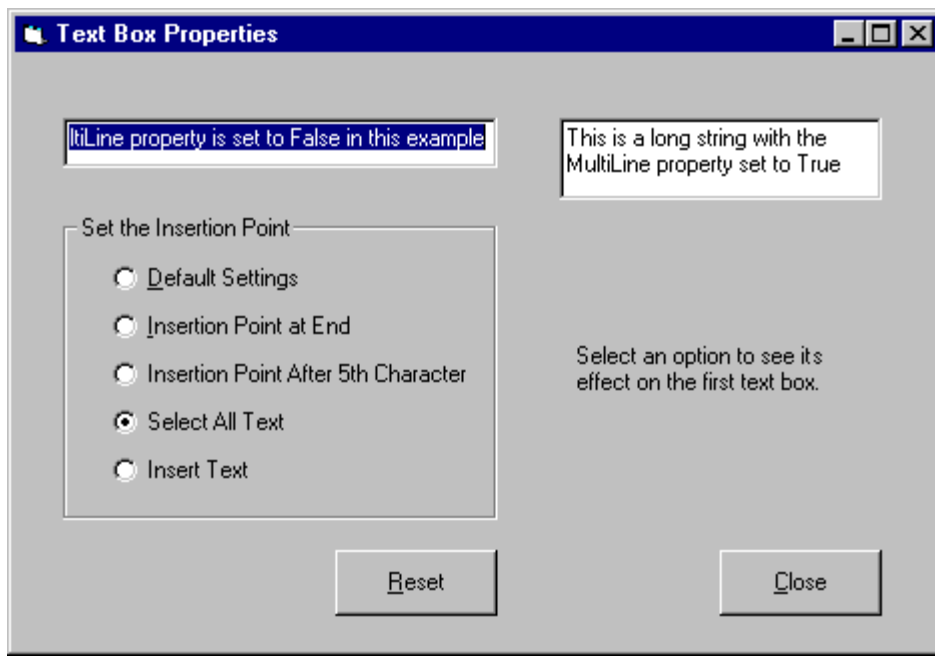 Text Box Properties
ltiLine property is set to False in this example
This is a long string with the
MultiLine property set to True
Set the Insertion Point
Default Settings
Insertion Point at End
Insertion Point After 5th Character
Select All Text
Insert Text
Select an option to see its
effect on the first text box.
Reset
Close